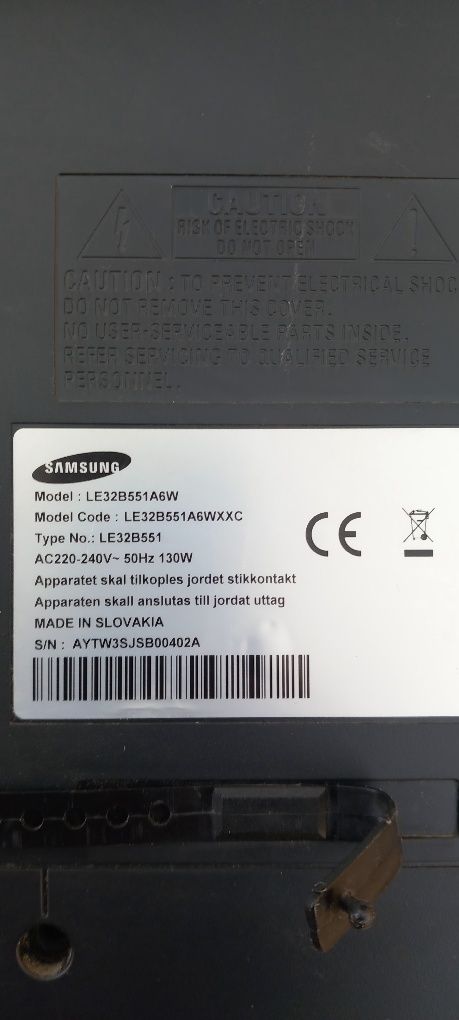 CAUTION
RISK OF ELECTRIC SHOCK
DO NOT OPEN
CAUTION : TO PREVENT ELECTRICAL SHOC
DO NOT REMOVE THIS COVER.
NO USER-SERVICEABLE PARTS INSIDE.
REFER SERVICING TO QUALIFIED SERVICE
PERSONNEL.
SAMSUNG
Model : LE32B551A6W
Model Code : LE32B551A6WXXC
Type No.: LE32B551
AC220-240V~ 50Hz 130W
Apparatet skal tilkoples jordet stikkontakt
Apparaten skall anslutas till jordat uttag
MADE IN SLOVAKIA
S/N : AYTW3SJSB00402A
CE